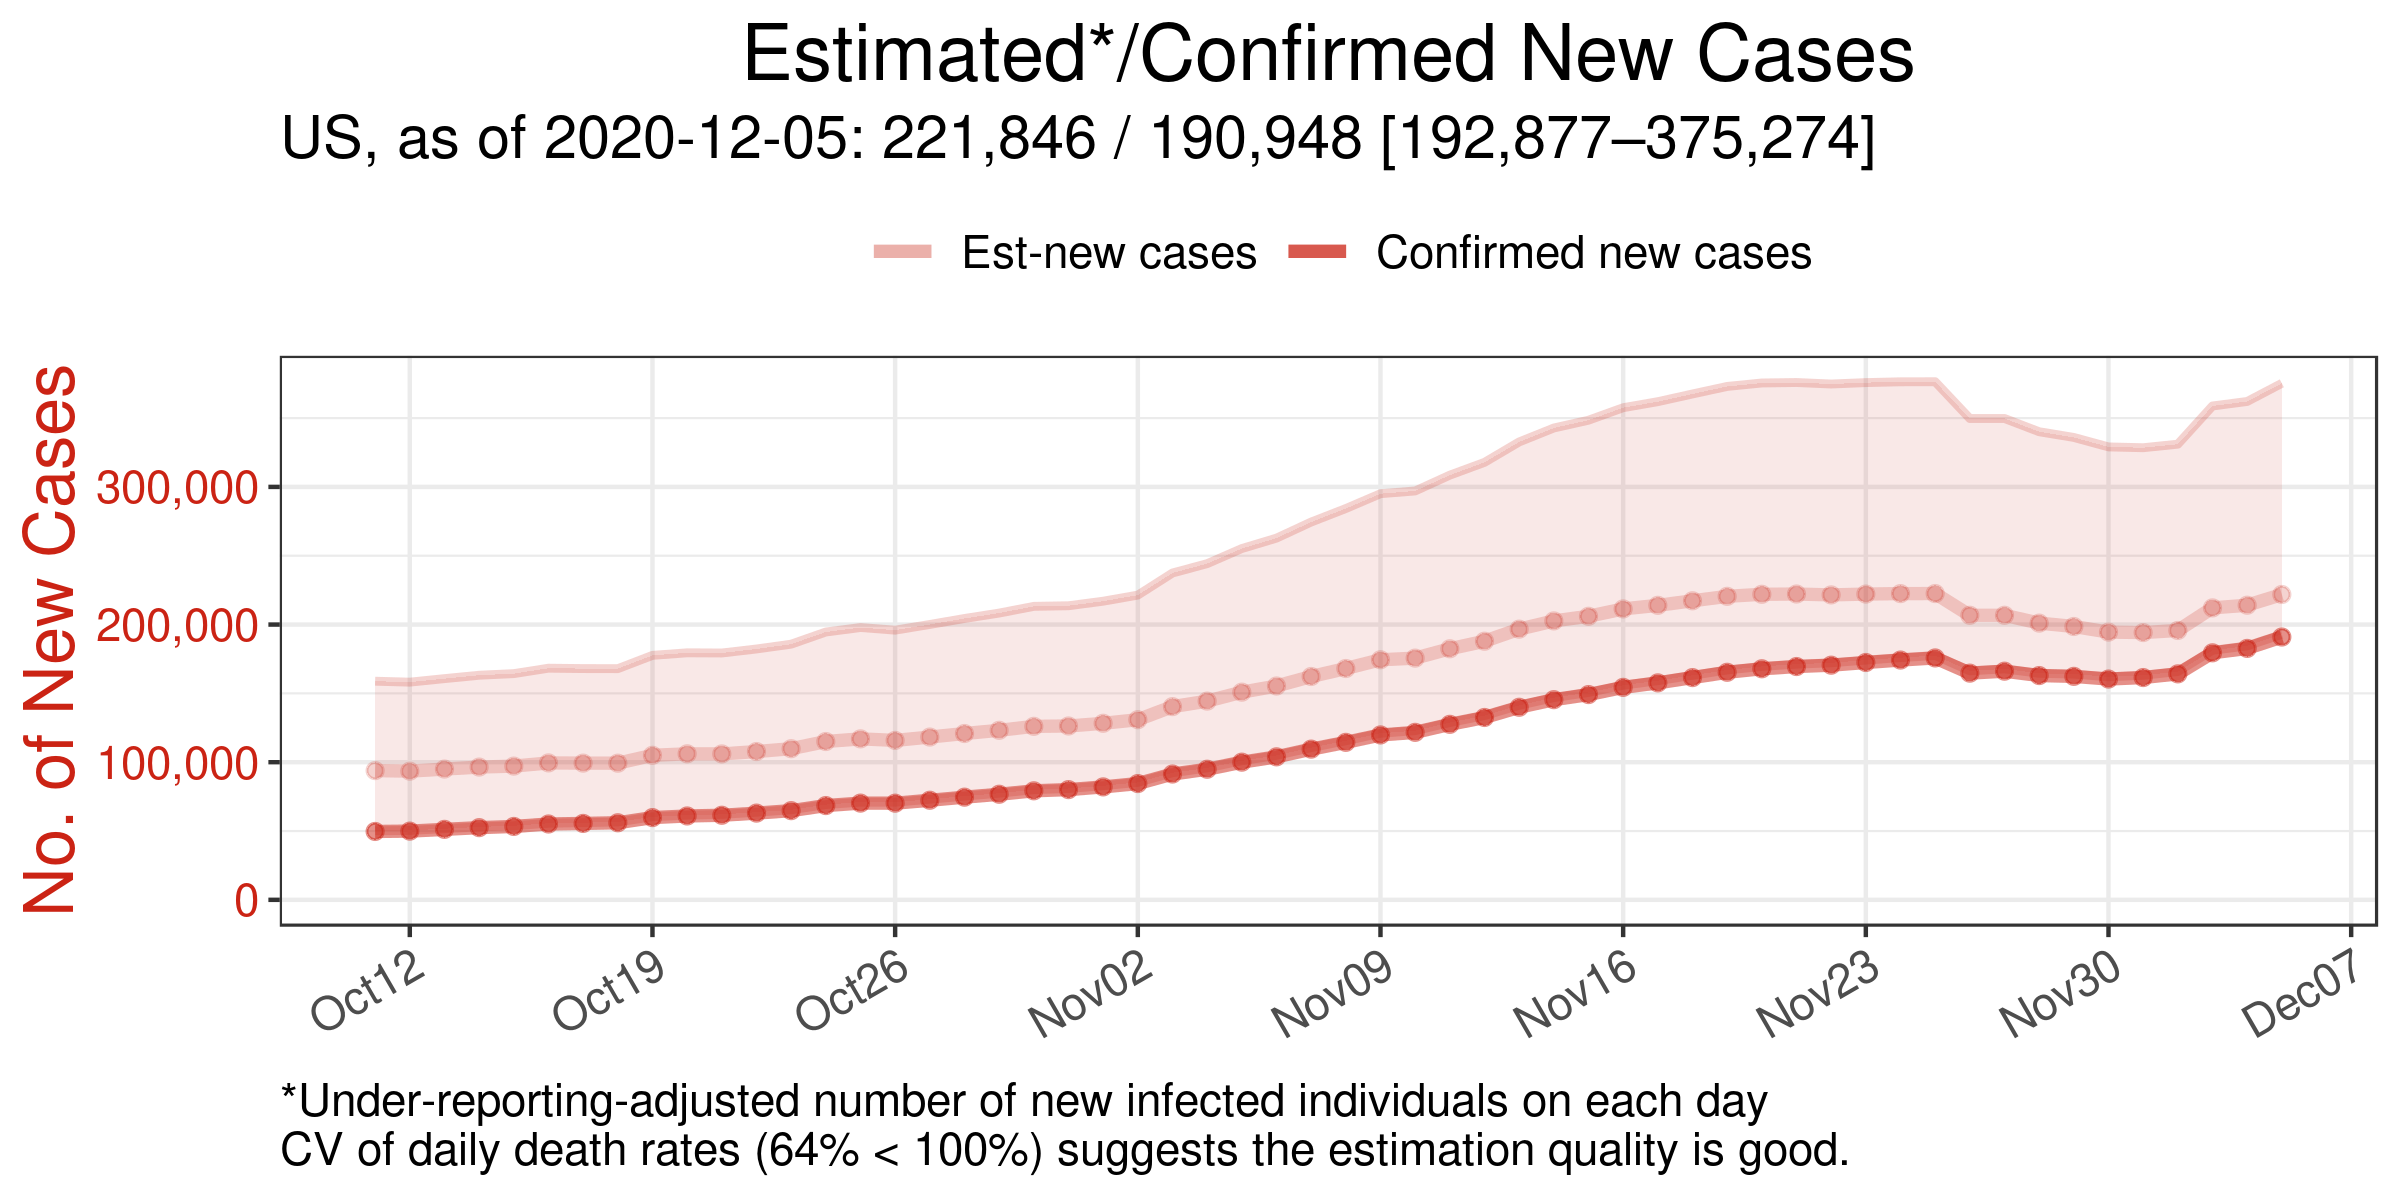 Estimated*/Confirmed New Cases
US, as of 2020-12-05: 221,846 / 190,948 [192,877–375,274]
Est-new cases
Confirmed new cases
No. of New Cases
300,000
200,000
100,000
0
Oct12
Oct19
Oct26
Nov02
Nov09
Nov16
Nov23
Nov30
Dec07
*Under-reporting-adjusted number of new infected individuals on each day
CV of daily death rates (64% < 100%) suggests the estimation quality is good.